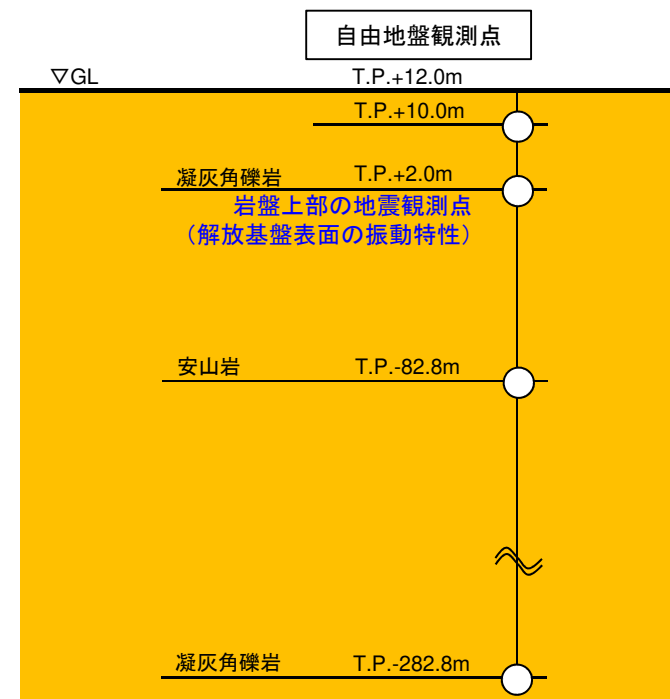 自由地盤観測点
▽GL T.P.+12.0m
T.P.+10.0m
凝灰角礫岩 T.P.+2.0m
岩盤上部の地震観測点
（解放基盤表面の振動特性）
安山岩 T.P.-82.8m
凝灰角礫岩 T.P.-282.8m